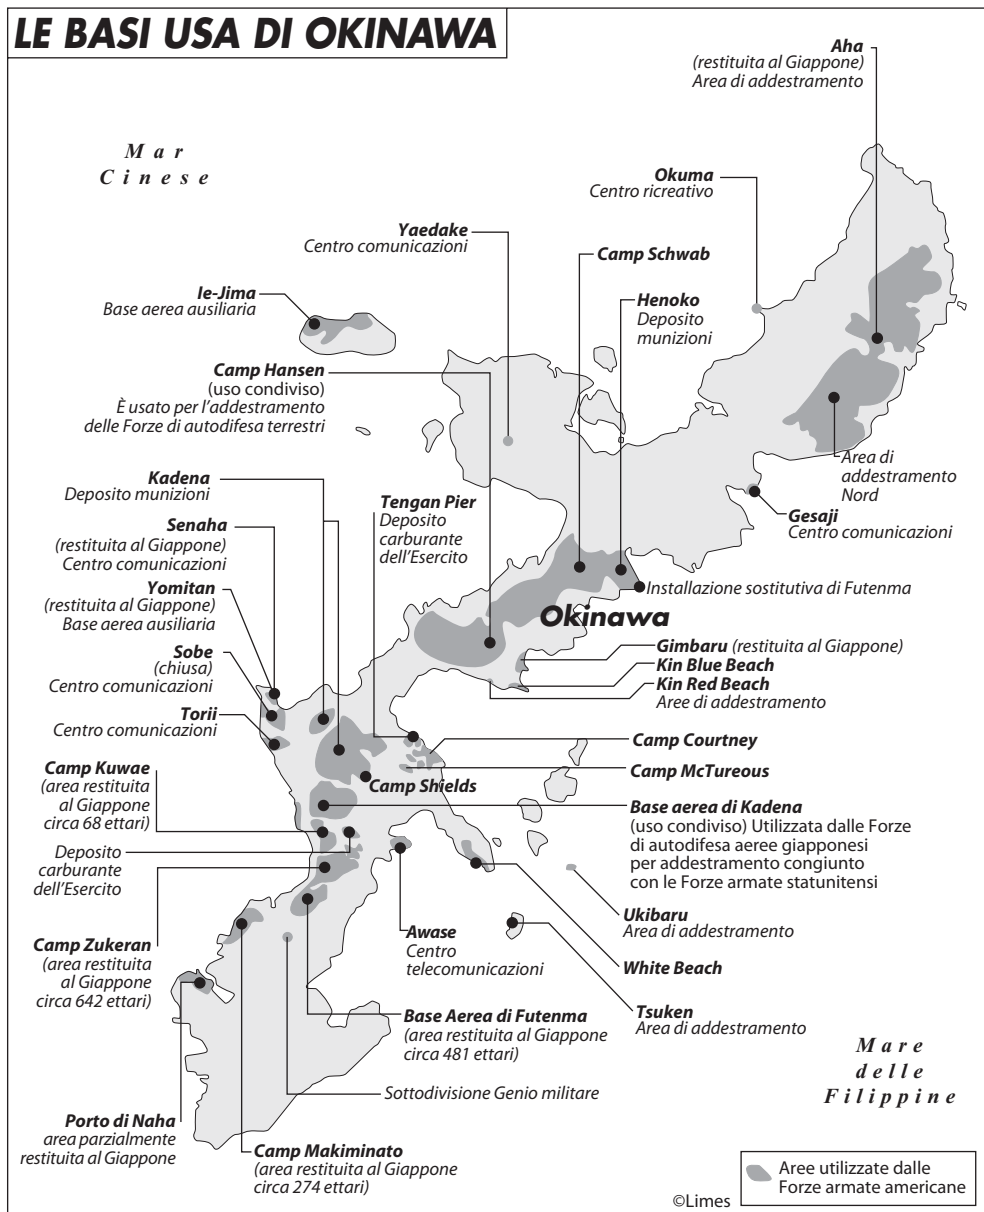 LE BASI USA DI OKINAWA
Aha
(restituita al Giappone)
Area di addestramento
Mar
Cinese
Okuma
Centro ricreativo
Yaedake
Centro comunicazioni
Camp Schwab
Ie-Jima
Base aerea ausiliaria
Henoko
Deposito
munizioni
Camp Hansen
(uso condiviso)
È usato per l'addestramento
delle Forze di autodifesa terrestri
Area di
addestramento
Nord
Kadena
Deposito munizioni
Tengan Pier
Deposito
carburante
dell'Esercito
Gesaji
Centro comunicazioni
Senaha
(restituita al Giappone)
Centro comunicazioni
Yomitan
(restituita al Giappone)
Base aerea ausiliaria
Installazione sostitutiva di Futenma
Okinawa
Sobe
(chiusa)
Centro comunicazioni
Gimbaru (restituita al Giappone)
Kin Blue Beach
Kin Red Beach
Aree di addestramento
Torii
Centro comunicazioni
Camp Courtney
Camp McTureous
Camp Kuwae
(area restituita
al Giappone
circa 68 ettari)
Camp Shields
Base aerea di Kadena
(uso condiviso) Utilizzata dalle Forze
di autodifesa aeree giapponesi
per addestramento congiunto
con le Forze armate statunitensi
Deposito
carburante
dell'Esercito
Ukibaru
Area di addestramento
Camp Zukeran
(area restituita
al Giappone
circa 642 ettari)
Awase
Centro
telecomunicazioni
White Beach
Tsuken
Area di addestramento
Base Aerea di Futenma
(area restituita al Giappone
circa 481 ettari)
Mare
delle
Filippine
Sottodivisione Genio militare
Porto di Naha
area parzialmente
restituita al Giappone
Camp Makiminato
(area restituita al Giappone
circa 274 ettari)
Aree utilizzate dalle
Forze armate americane
©Limes